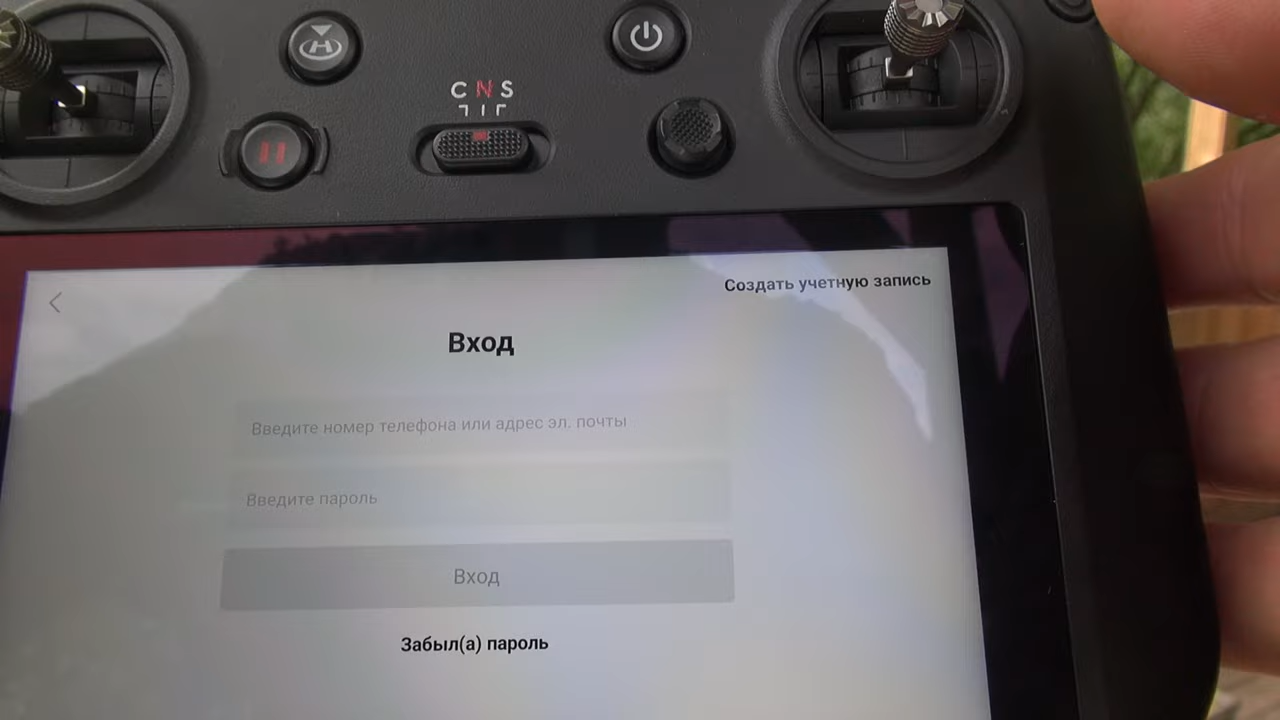 H
C N S
Создать учетную запись
Вход
Введите номер телефона или адрес эл. почты
Введите пароль
Вход
Забыл(а) пароль